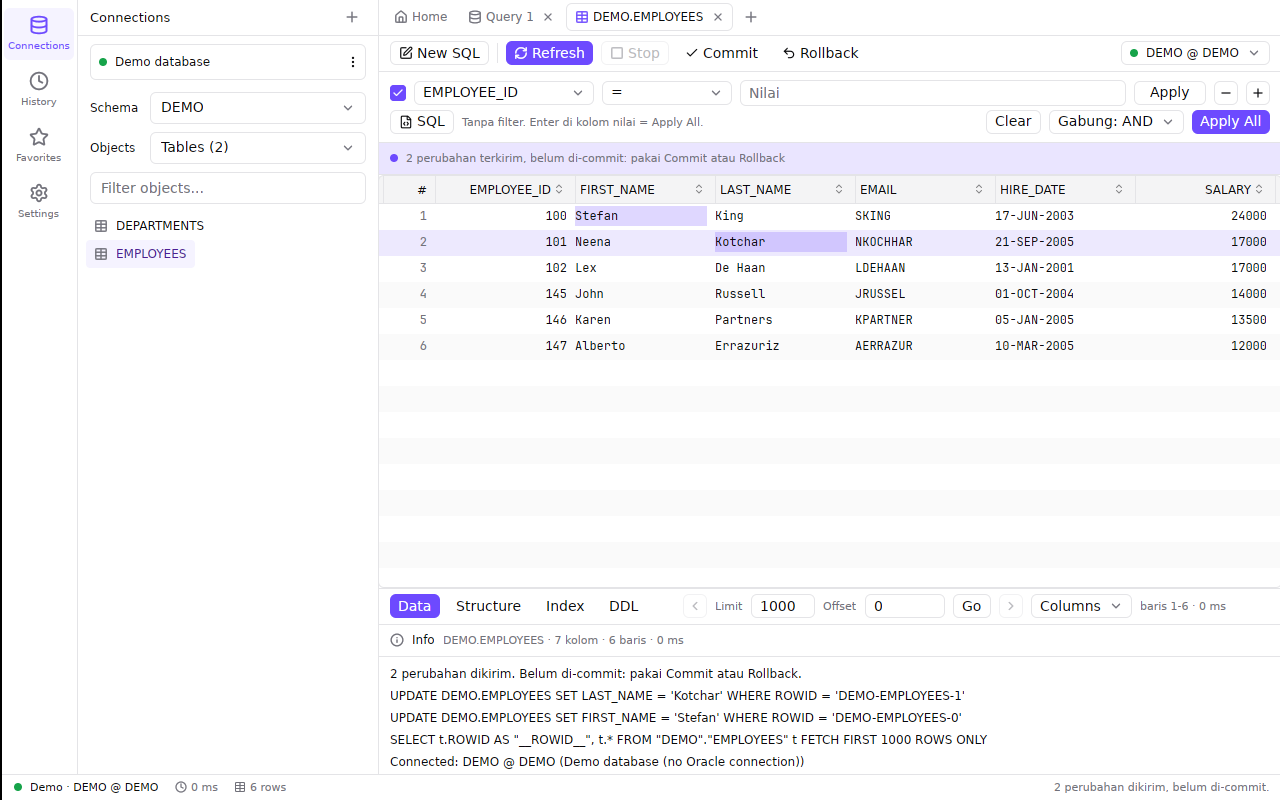 Connections
History
Favorites
Settings
Connections
Demo database
Schema DEMO
Objects Tables (2)
Filter objects...
DEPARTMENTS
EMPLOYEES
Home Query 1 DEMO.EMPLOYEES
New SQL Refresh Stop Commit Rollback DEMO @ DEMO
EMPLOYEE_ID = Nilai Apply
SQL Tanpa filter. Enter di kolom nilai = Apply All. Clear Gabung: AND Apply All
2 perubahan terkirim, belum di-commit: pakai Commit atau Rollback
# EMPLOYEE_ID FIRST_NAME LAST_NAME EMAIL HIRE_DATE SALARY
1 100 Stefan King SKING 17-JUN-2003 24000
2 101 Neena Kotchar NKOCHHAR 21-SEP-2005 17000
3 102 Lex De Haan LDEHAAN 13-JAN-2001 17000
4 145 John Russell JRUSSEL 01-OCT-2004 14000
5 146 Karen Partners KPARTNER 05-JAN-2005 13500
6 147 Alberto Errazuriz AERRAZUR 10-MAR-2005 12000
Data Structure Index DDL Limit 1000 Offset 0 Go Columns baris 1-6 · 0 ms
Info DEMO.EMPLOYEES · 7 kolom · 6 baris · 0 ms
2 perubahan dikirim. Belum di-commit: pakai Commit atau Rollback.
UPDATE DEMO.EMPLOYEES SET LAST_NAME = 'Kotchar' WHERE ROWID = 'DEMO-EMPLOYEES-1'
UPDATE DEMO.EMPLOYEES SET FIRST_NAME = 'Stefan' WHERE ROWID = 'DEMO-EMPLOYEES-0'
SELECT t.ROWID AS "__ROWID__", t.* FROM "DEMO"."EMPLOYEES" t FETCH FIRST 1000 ROWS ONLY
Connected: DEMO @ DEMO (Demo database (no Oracle connection))
Demo · DEMO @ DEMO 0 ms 6 rows 2 perubahan dikirim, belum di-commit.